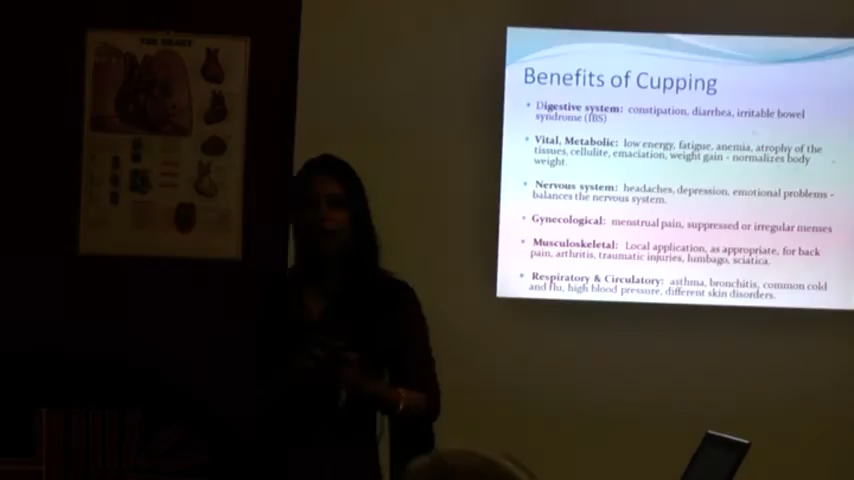 THE HEART
Benefits of Cupping
• Digestive system: constipation, diarrhea, irritable bowel
syndrome (IBS)
• Vital, Metabolic: low energy, fatigue, anemia, atrophy of the
tissues, cellulite, emaciation, weight gain - normalizes body
weight.
• Nervous system: headaches, depression, emotional problems -
balances the nervous system.
• Gynecological: menstrual pain, suppressed or irregular menses
• Musculoskeletal: Local application, as appropriate, for back
pain, arthritis, traumatic injuries, lumbago, sciatica.
• Respiratory & Circulatory: asthma, bronchitis, common cold
and flu, high blood pressure, different skin disorders.